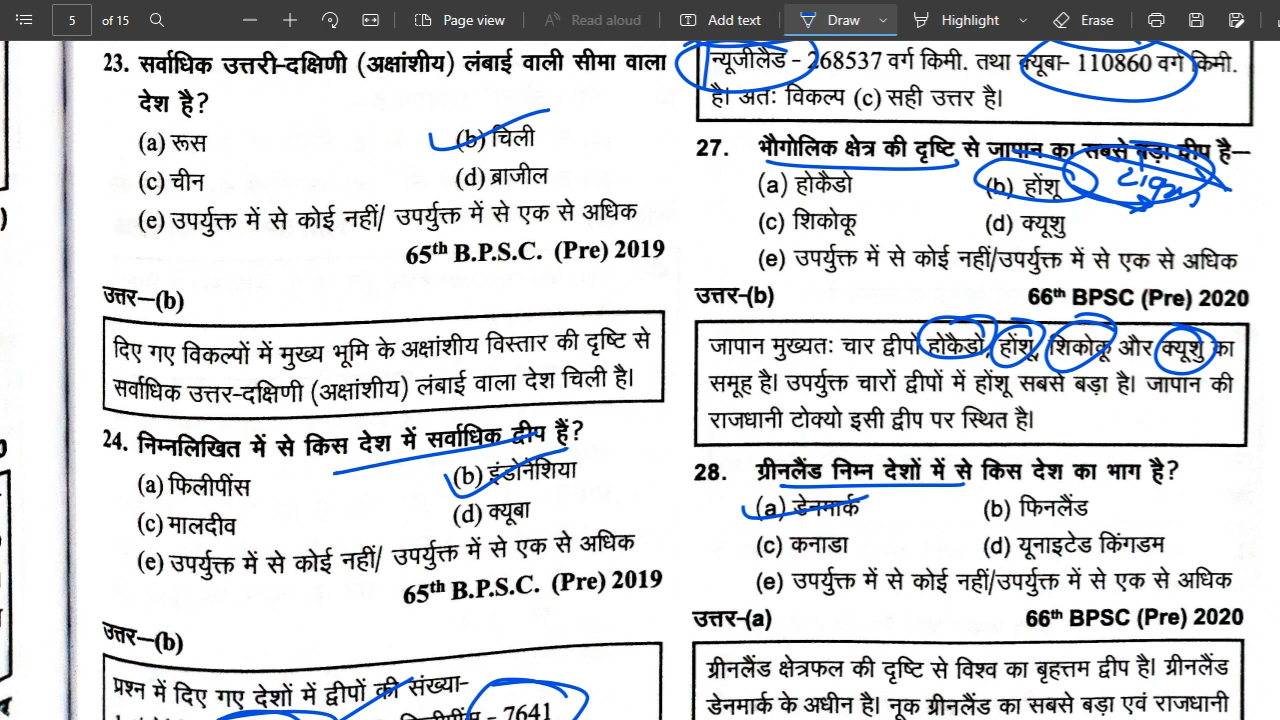 5 of 15
Page view
Read aloud
Add text
Draw
Highlight
Erase
23. सर्वाधिक उत्तरी-दक्षिणी (अक्षांशीय) लंबाई वाली सीमा वाला
देश है?
(a) रूस (b) चिली
(c) चीन (d) ब्राजील
(e) उपर्युक्त में से कोई नहीं/ उपर्युक्त में से एक से अधिक
65th B.P.S.C. (Pre) 2019
उत्तर—(b)
दिए गए विकल्पों में मुख्य भूमि के अक्षांशीय विस्तार की दृष्टि से
सर्वाधिक उत्तर-दक्षिणी (अक्षांशीय) लंबाई वाला देश चिली है।
24. निम्नलिखित में से किस देश में सर्वाधिक द्वीप हैं?
(a) फिलीपींस (b) इंडोनेशिया
(c) मालदीव (d) क्यूबा
(e) उपर्युक्त में से कोई नहीं/ उपर्युक्त में से एक से अधिक
65th B.P.S.C. (Pre) 2019
उत्तर—(b)
प्रश्न में दिए गए देशों में द्वीपों की संख्या-
- 7641
न्यूजीलैंड - 268537 वर्ग किमी. तथा क्यूबा- 110860 वर्ग किमी.
है। अतः विकल्प (c) सही उत्तर है।
27. भौगोलिक क्षेत्र की दृष्टि से जापान का सबसे बड़ा द्वीप है—
(a) होकैडो (b) होंशू
(c) शिकोकू (d) क्यूशु
(e) उपर्युक्त में से कोई नहीं/उपर्युक्त में से एक से अधिक
उत्तर-(b) 66th BPSC (Pre) 2020
जापान मुख्यतः चार द्वीपों होकैडो, होंशू, शिकोकू और क्यूशु का
समूह है। उपर्युक्त चारों द्वीपों में होंशू सबसे बड़ा है। जापान की
राजधानी टोक्यो इसी द्वीप पर स्थित है।
28. ग्रीनलैंड निम्न देशों में से किस देश का भाग है?
(a) डेनमार्क (b) फिनलैंड
(c) कनाडा (d) यूनाइटेड किंगडम
(e) उपर्युक्त में से कोई नहीं/उपर्युक्त में से एक से अधिक
उत्तर-(a) 66th BPSC (Pre) 2020
ग्रीनलैंड क्षेत्रफल की दृष्टि से विश्व का बृहत्तम द्वीप है। ग्रीनलैंड
डेनमार्क के अधीन है। नूक ग्रीनलैंड का सबसे बड़ा एवं राजधानी